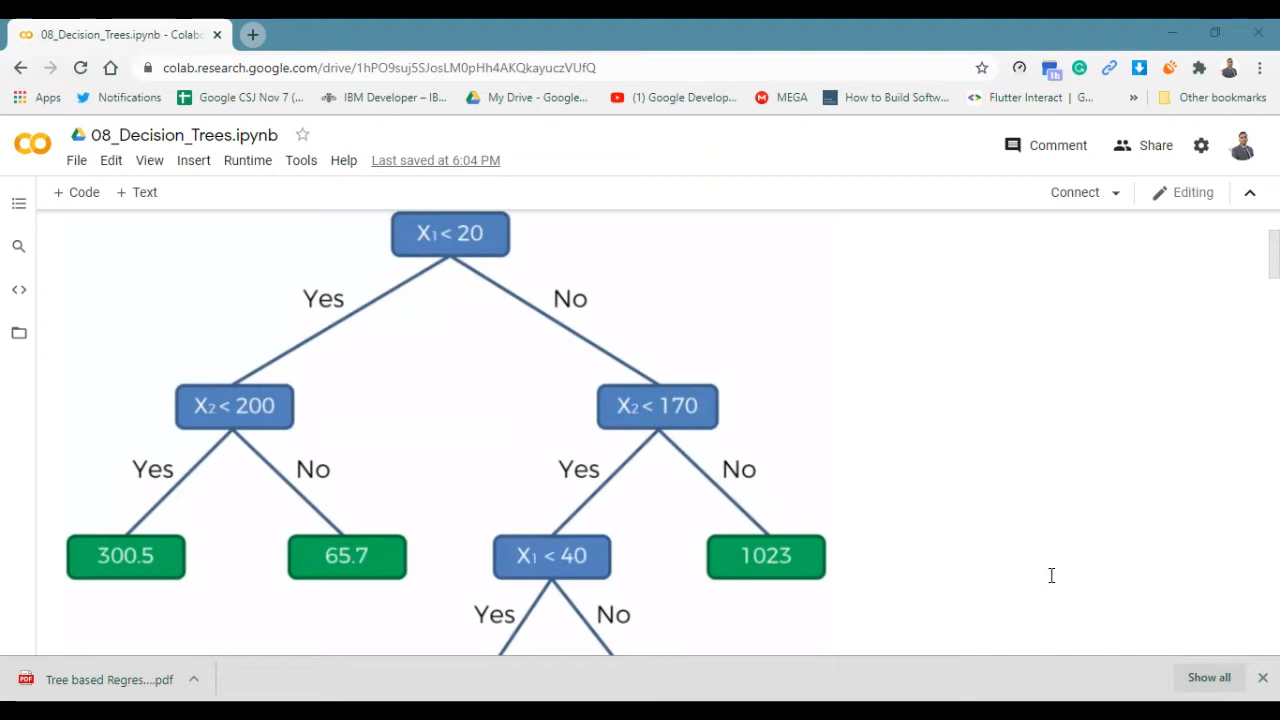 08_Decision_Trees.ipynb - Colab
colab.research.google.com/drive/1hPO9suj5SJosLM0pHh4AKQkayuczVUfQ
1h
Apps Notifications Google CSJ Nov 7 (... IBM Developer – IB... My Drive - Google... (1) Google Develop... MEGA How to Build Softw... Flutter Interact | G... » Other bookmarks
08_Decision_Trees.ipynb
Comment Share
File Edit View Insert Runtime Tools Help Last saved at 6:04 PM
+ Code + Text Connect Editing
X1 < 20
Yes No
X2 < 200 X2 < 170
Yes No Yes No
300.5 65.7 X1 < 40 1023
Yes No
PDF Tree based Regres....pdf Show all